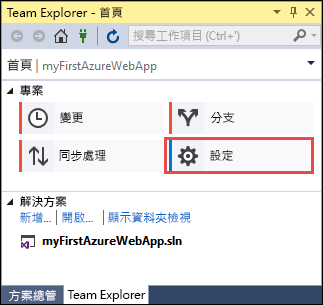 Team Explorer - 首頁
搜尋工作項目 (Ctrl+')
首頁 | myFirstAzureWebApp
專案
變更
分支
同步處理
設定
解決方案
新增... | 開啟... | 顯示資料夾檢視
myFirstAzureWebApp.sln
方案總管 Team Explorer